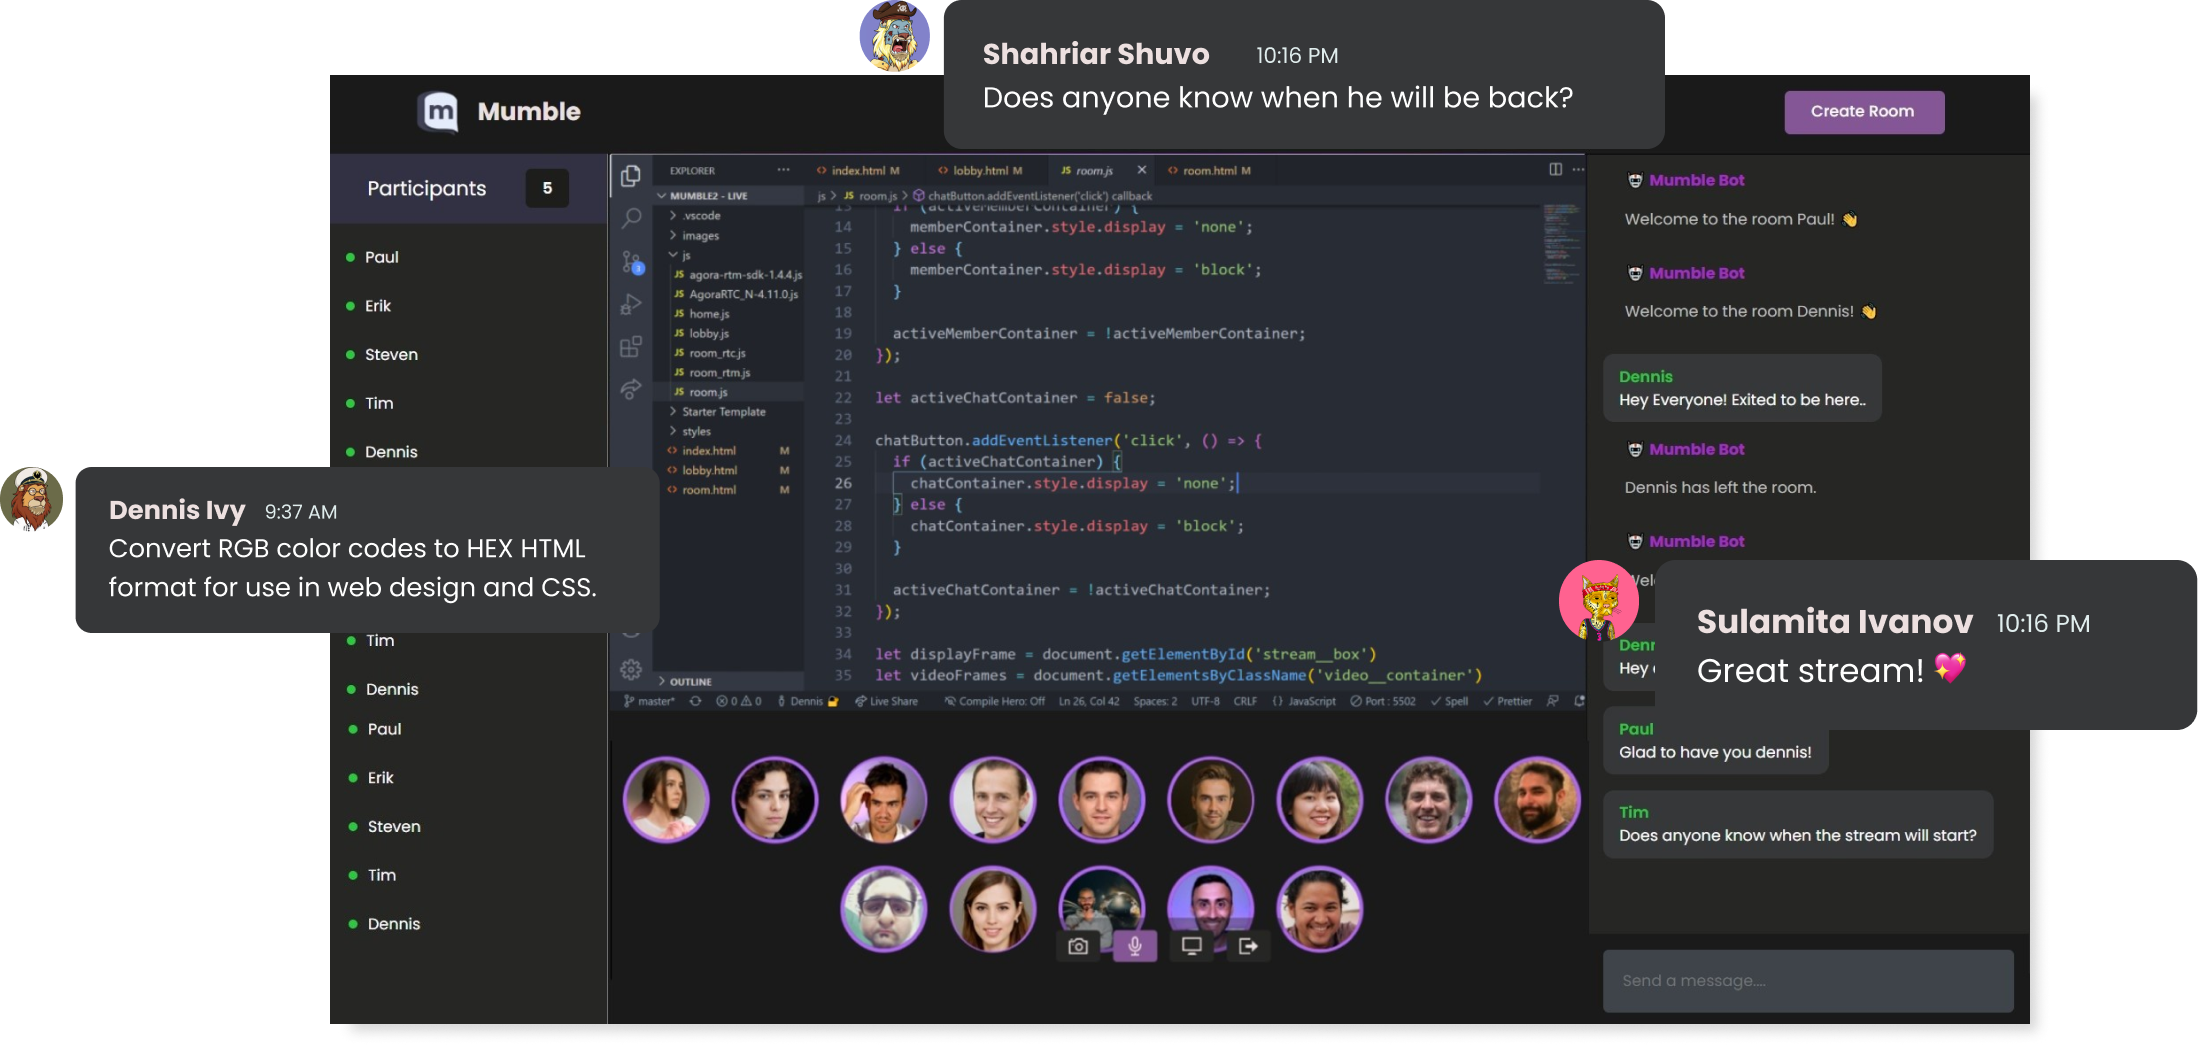 Shahriar Shuvo 10:16 PM
Does anyone know when he will be back?
m Mumble
Create Room
Participants 5
Paul
Erik
Steven
Tim
Dennis
Dennis Ivy 9:37 AM
Convert RGB color codes to HEX HTML
format for use in web design and CSS.
Tim
Dennis
Paul
Erik
Steven
Tim
Dennis
EXPLORER ···
MUMBLE2 - LIVE
.vscode
images
js
JS agora-rtm-sdk-1.4.4.js
JS AgoraRTC_N-4.11.0.js
JS home.js
JS lobby.js
JS room_rtc.js
JS room_rtm.js
JS room.js
Starter Template
styles
<> index.html M
<> lobby.html M
<> room.html M
OUTLINE
<> index.html M <> lobby.html M JS room.js × <> room.html M ···
js > JS room.js > chatButton.addEventListener('click') callback
13 if (activeMemberContainer) {
14 memberContainer.style.display = 'none';
15 } else {
16 memberContainer.style.display = 'block';
17 }
18
19 activeMemberContainer = !activeMemberContainer;
20 });
21
22 let activeChatContainer = false;
23
24 chatButton.addEventListener('click', () => {
25 if (activeChatContainer) {
26 chatContainer.style.display = 'none';
27 } else {
28 chatContainer.style.display = 'block';
29 }
30
31 activeChatContainer = !activeChatContainer;
32 });
33
34 let displayFrame = document.getElementById('stream__box')
35 let videoFrames = document.getElementsByClassName('video__container')
master* 0 0 Dennis 🔐 Live Share Compile Hero: Off Ln 26, Col 42 Spaces: 2 UTF-8 CRLF {} JavaScript Port : 5502 ✓ Spell ✓ Prettier
Mumble Bot
Welcome to the room Paul! 👋
Mumble Bot
Welcome to the room Dennis! 👋
Dennis
Hey Everyone! Exited to be here..
Mumble Bot
Dennis has left the room.
Mumble Bot
Sulamita Ivanov 10:16 PM
Great stream! 💖
Hey
Paul
Glad to have you dennis!
Tim
Does anyone know when the stream will start?
Send a message....